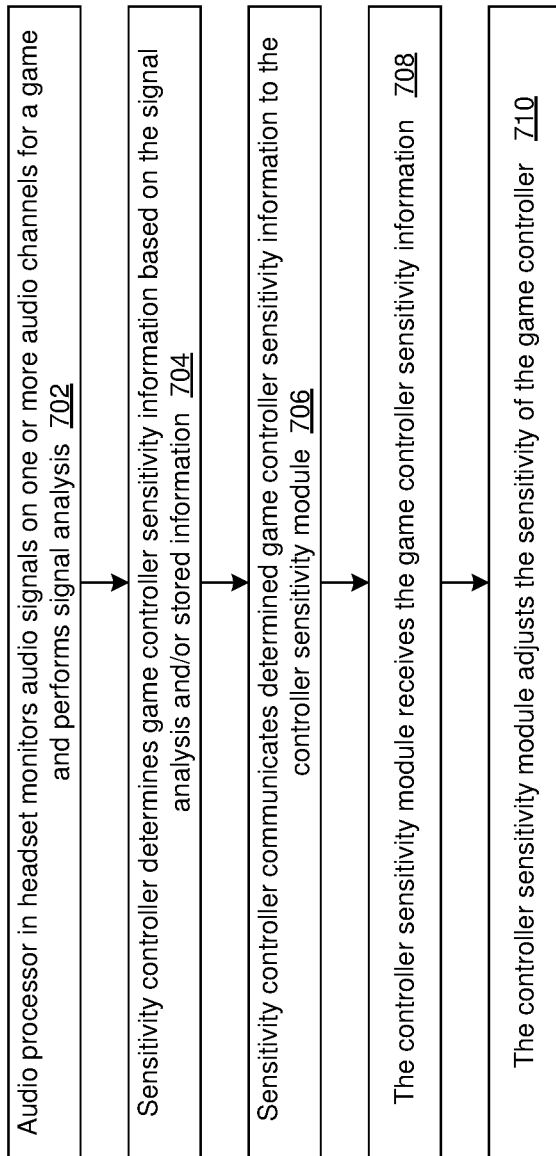 Audio processor in headset monitors audio signals on one or more audio channels for a game
and performs signal analysis 702
Sensitivity controller determines game controller sensitivity information based on the signal
analysis and/or stored information 704
Sensitivity controller communicates determined game controller sensitivity information to the
controller sensitivity module 706
The controller sensitivity module receives the game controller sensitivity information 708
The controller sensitivity module adjusts the sensitivity of the game controller 710